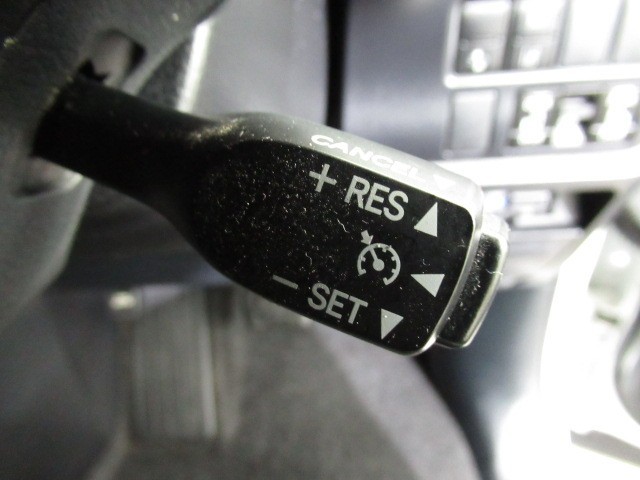 CANCEL
+ RES ▲
◀
- SET ▼